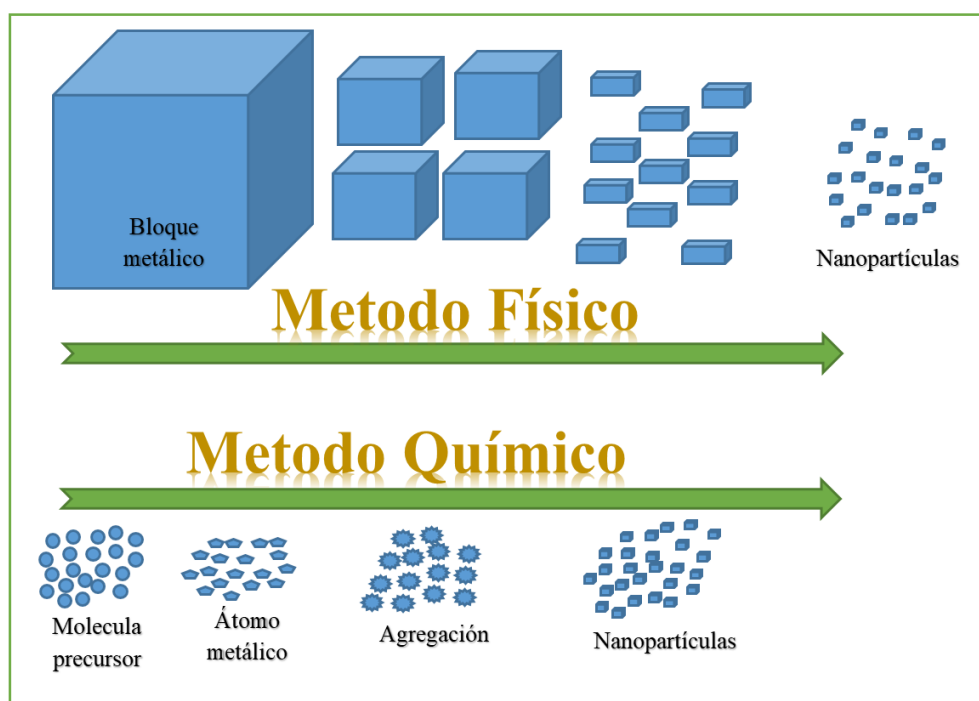 Bloque
metálico
Nanopartículas
Metodo Físico
Metodo Químico
Molecula
precursor
Átomo
metálico
Agregación
Nanopartículas